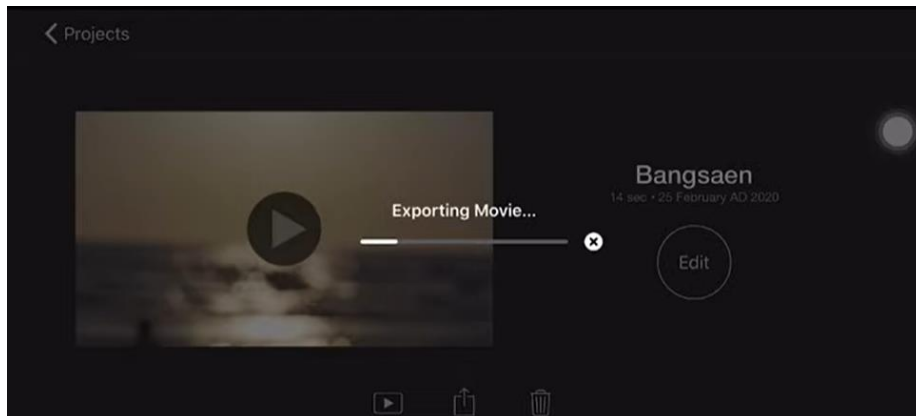 Projects
Exporting Movie...
Bangsaen
14 sec • 25 February AD 2020
Edit